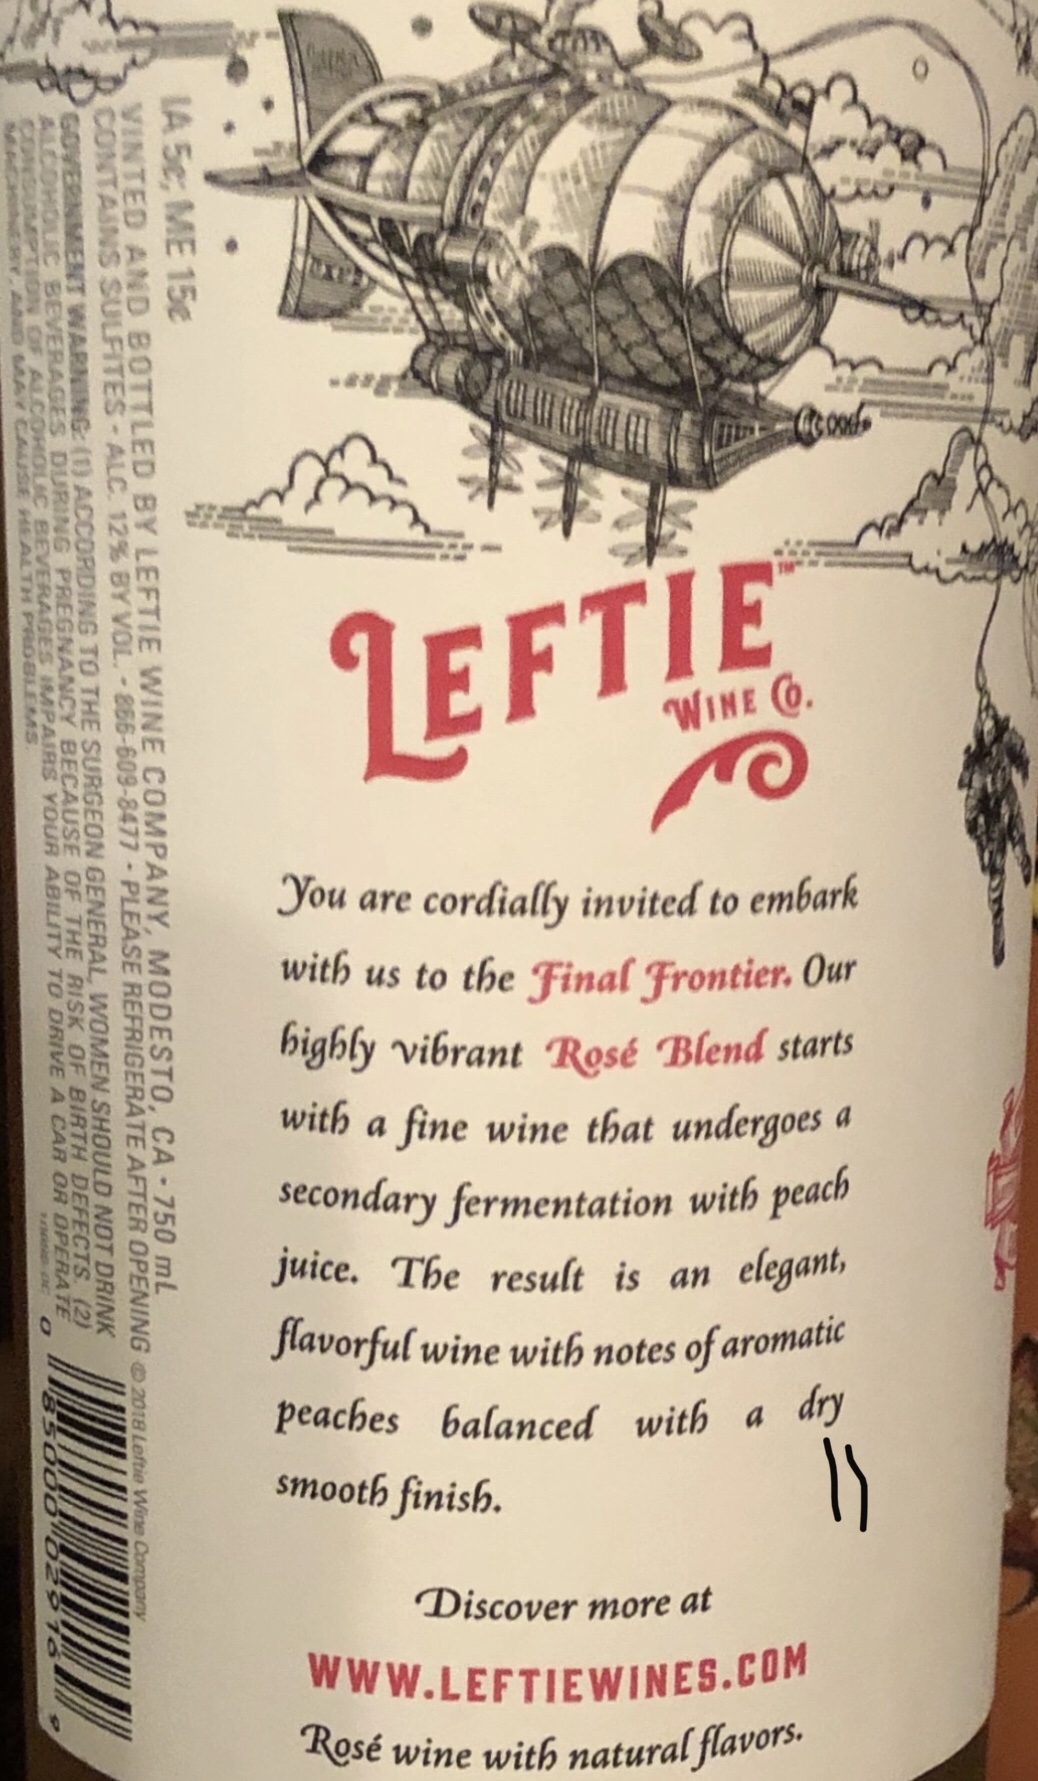 LEFTIE™
WINE CO.
You are cordially invited to embark
with us to the Final Frontier. Our
highly vibrant Rosé Blend starts
with a fine wine that undergoes a
secondary fermentation with peach
juice. The result is an elegant,
flavorful wine with notes of aromatic
peaches balanced with a dry
smooth finish.
Discover more at
WWW.LEFTIEWINES.COM
Rosé wine with natural flavors.
IA 5¢, ME 15¢
VINTED AND BOTTLED BY LEFTIE WINE COMPANY, MODESTO, CA • 750 mL
CONTAINS SULFITES • ALC. 12% BY VOL. • 866-609-8477 • PLEASE REFRIGERATE AFTER OPENING © 2018 Leftie Wine Company
GOVERNMENT WARNING: (1) ACCORDING TO THE SURGEON GENERAL, WOMEN SHOULD NOT DRINK
ALCOHOLIC BEVERAGES DURING PREGNANCY BECAUSE OF THE RISK OF BIRTH DEFECTS. (2)
CONSUMPTION OF ALCOHOLIC BEVERAGES IMPAIRS YOUR ABILITY TO DRIVE A CAR OR OPERATE
MACHINERY, AND MAY CAUSE HEALTH PROBLEMS.
0 85000 02916 9